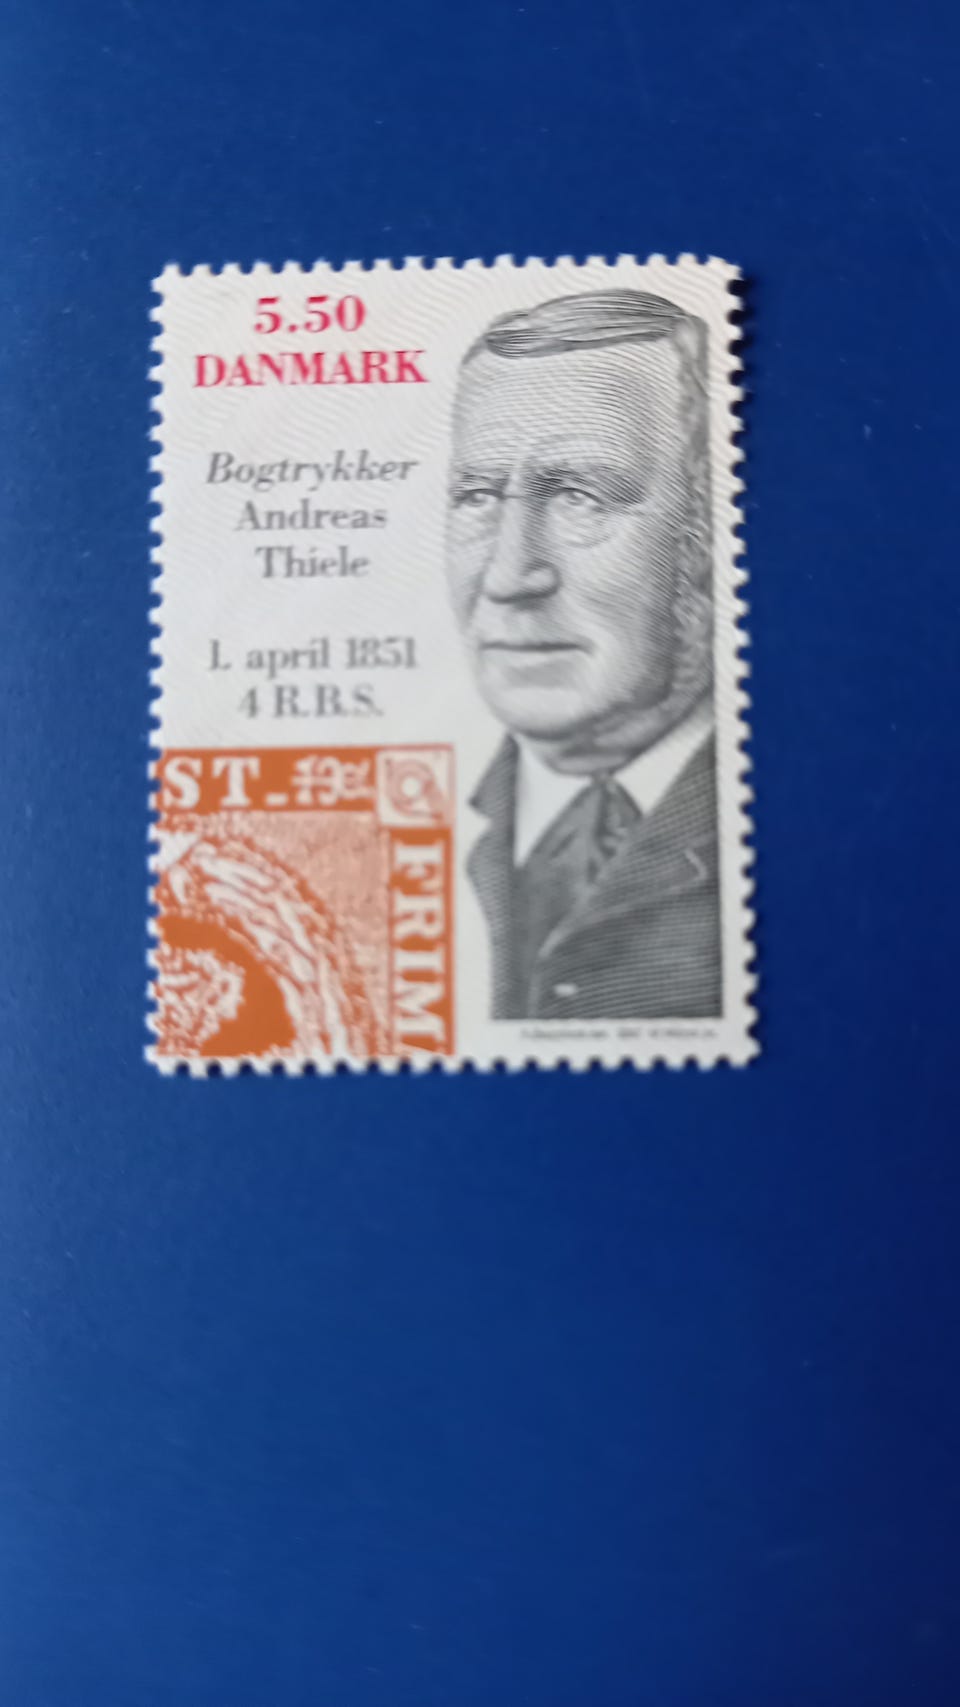 5.50
DANMARK
Bogtrykker
Andreas
Thiele
1. april 1851
4 R.B.S.
ST.
FRIM